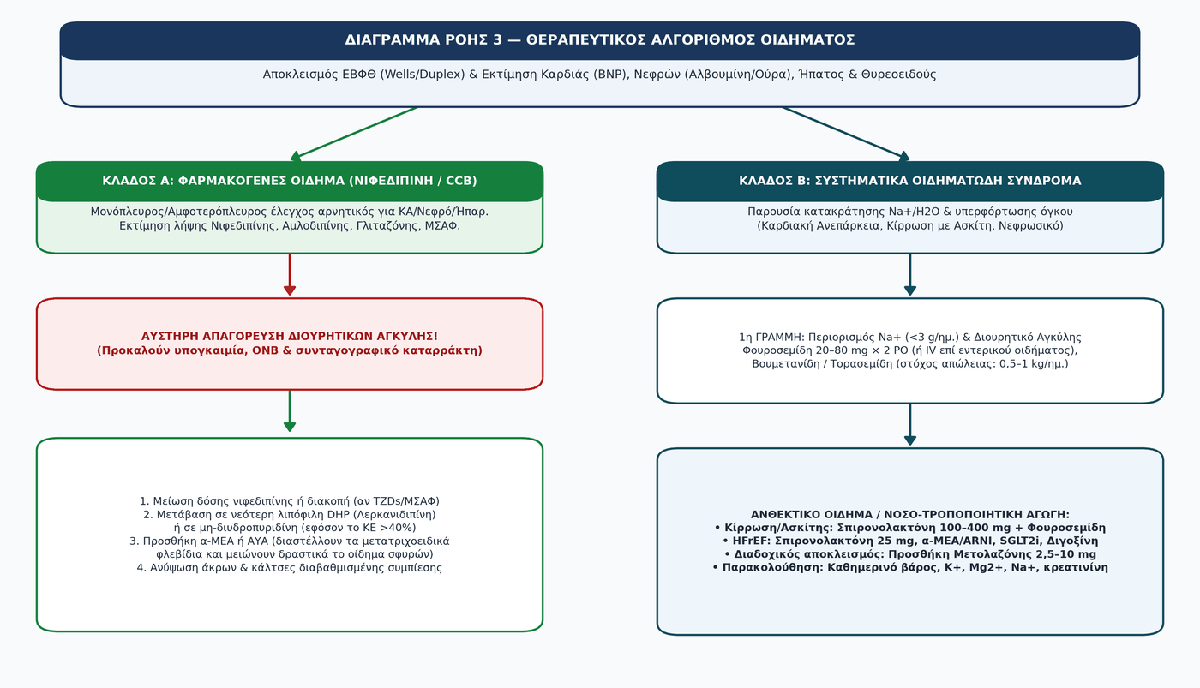 ΔΙΑΓΡΑΜΜΑ ΡΟΗΣ 3 — ΘΕΡΑΠΕΥΤΙΚΟΣ ΑΛΓΟΡΙΘΜΟΣ ΟΙΔΗΜΑΤΟΣ
Αποκλεισμός ΕΒΦΘ (Wells/Duplex) & Εκτίμηση Καρδιάς (BNP), Νεφρών (Αλβουμίνη/Ούρα), Ήπατος & Θυρεοειδούς
ΚΛΑΔΟΣ Α: ΦΑΡΜΑΚΟΓΕΝΕΣ ΟΙΔΗΜΑ (ΝΙΦΕΔΙΠΙΝΗ / CCB)
Μονόπλευρος/Αμφοτερόπλευρος έλεγχος αρνητικός για ΚΑ/Νεφρό/Ήπαρ.
Εκτίμηση λήψης Νιφεδιπίνης, Αμλοδιπίνης, Γλιταζόνης, ΜΣΑΦ.
ΑΥΣΤΗΡΗ ΑΠΑΓΟΡΕΥΣΗ ΔΙΟΥΡΗΤΙΚΩΝ ΑΓΚΥΛΗΣ!
(Προκαλούν υπογκαιμία, ΟΝΒ & συνταγογραφικό καταρράκτη)
1. Μείωση δόσης νιφεδιπίνης ή διακοπή (αν TZDs/ΜΣΑΦ)
2. Μετάβαση σε νεότερη λιπόφιλη DHP (Λερκανιδιπίνη)
ή σε μη-διυδροπυριδίνη (εφόσον το ΚΕ >40%)
3. Προσθήκη α-ΜΕΑ ή ΑΥΑ (διαστέλλουν τα μετατριχοειδικά
φλεβίδια και μειώνουν δραστικά το οίδημα σφυρών)
4. Ανύψωση άκρων & κάλτσες διαβαθμισμένης συμπίεσης
ΚΛΑΔΟΣ Β: ΣΥΣΤΗΜΑΤΙΚΑ ΟΙΔΗΜΑΤΩΔΗ ΣΥΝΔΡΟΜΑ
Παρουσία κατακράτησης Na+/H2O & υπερφόρτωσης όγκου
(Καρδιακή Ανεπάρκεια, Κίρρωση με Ασκίτη, Νεφρωσικό)
1η ΓΡΑΜΜΗ: Περιορισμός Na+ (<3 g/ημ.) & Διουρητικό Αγκύλης
Φουροσεμίδη 20–80 mg × 2 PO (ή IV επί εντερικού οιδήματος),
Βουμετανίδη / Τορασεμίδη (στόχος απώλειας: 0,5–1 kg/ημ.)
ΑΝΘΕΚΤΙΚΟ ΟΙΔΗΜΑ / ΝΟΣΟ-ΤΡΟΠΟΠΟΙΗΤΙΚΗ ΑΓΩΓΗ:
• Κίρρωση/Ασκίτης: Σπιρονολακτόνη 100–400 mg + Φουροσεμίδη
• HFrEF: Σπιρονολακτόνη 25 mg, α-ΜΕΑ/ARNI, SGLT2i, Διγοξίνη
• Διαδοχικός αποκλεισμός: Προσθήκη Μετολαζόνης 2,5–10 mg
• Παρακολούθηση: Καθημερινό βάρος, K+, Mg2+, Na+, κρεατινίνη